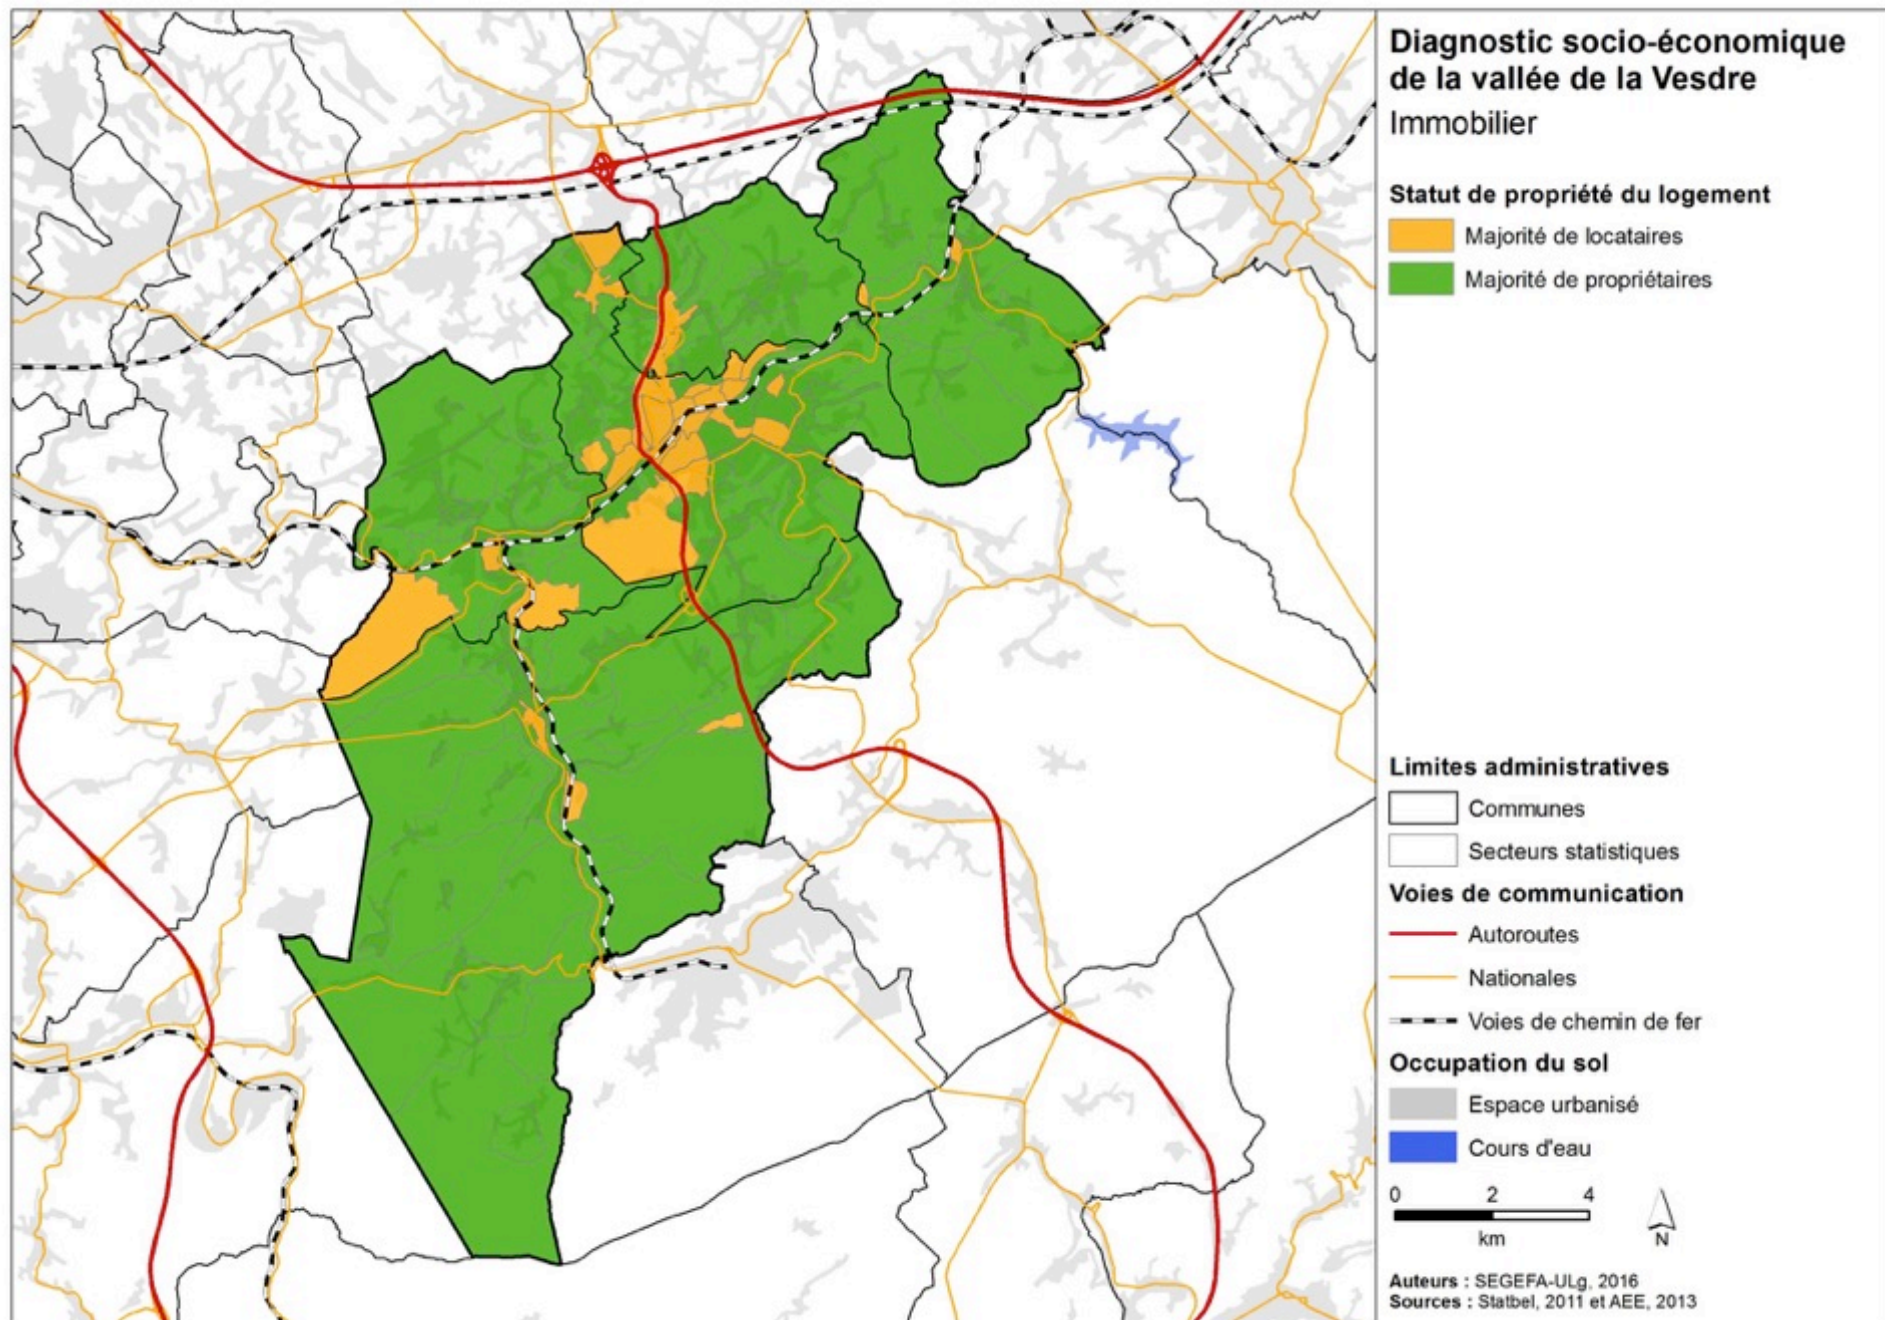 Diagnostic socio-économique
de la vallée de la Vesdre
Immobilier
Statut de propriété du logement
Majorité de locataires
Majorité de propriétaires
Limites administratives
Communes
Secteurs statistiques
Voies de communication
Autoroutes
Nationales
Voies de chemin de fer
Occupation du sol
Espace urbanisé
Cours d'eau
0 2 4
km
N
Auteurs : SEGEFA-ULg, 2016
Sources : Statbel, 2011 et AEE, 2013